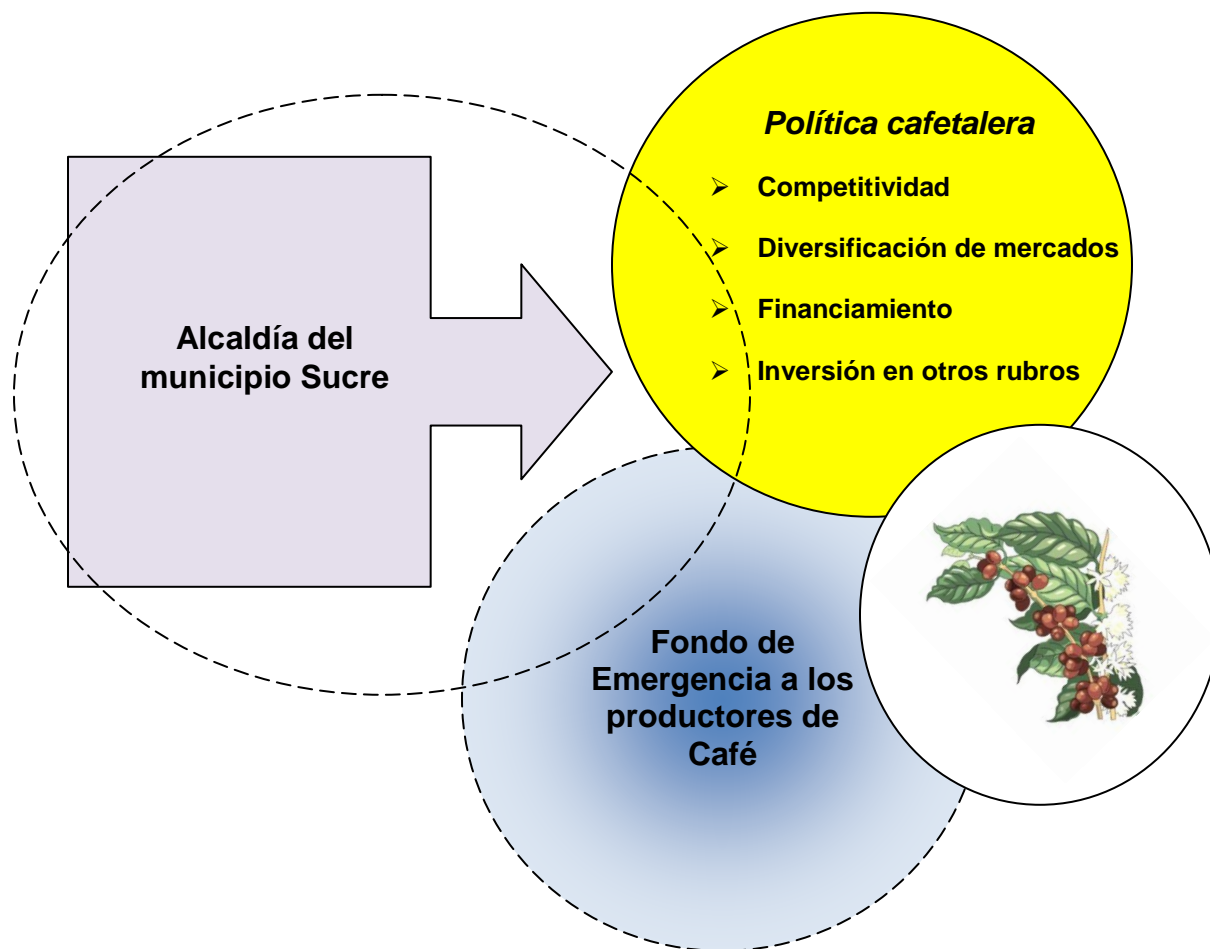 Política cafetalera
➢ Competitividad
➢ Diversificación de mercados
➢ Financiamiento
➢ Inversión en otros rubros
Alcaldía del
municipio Sucre
Fondo de
Emergencia a los
productores de
Café